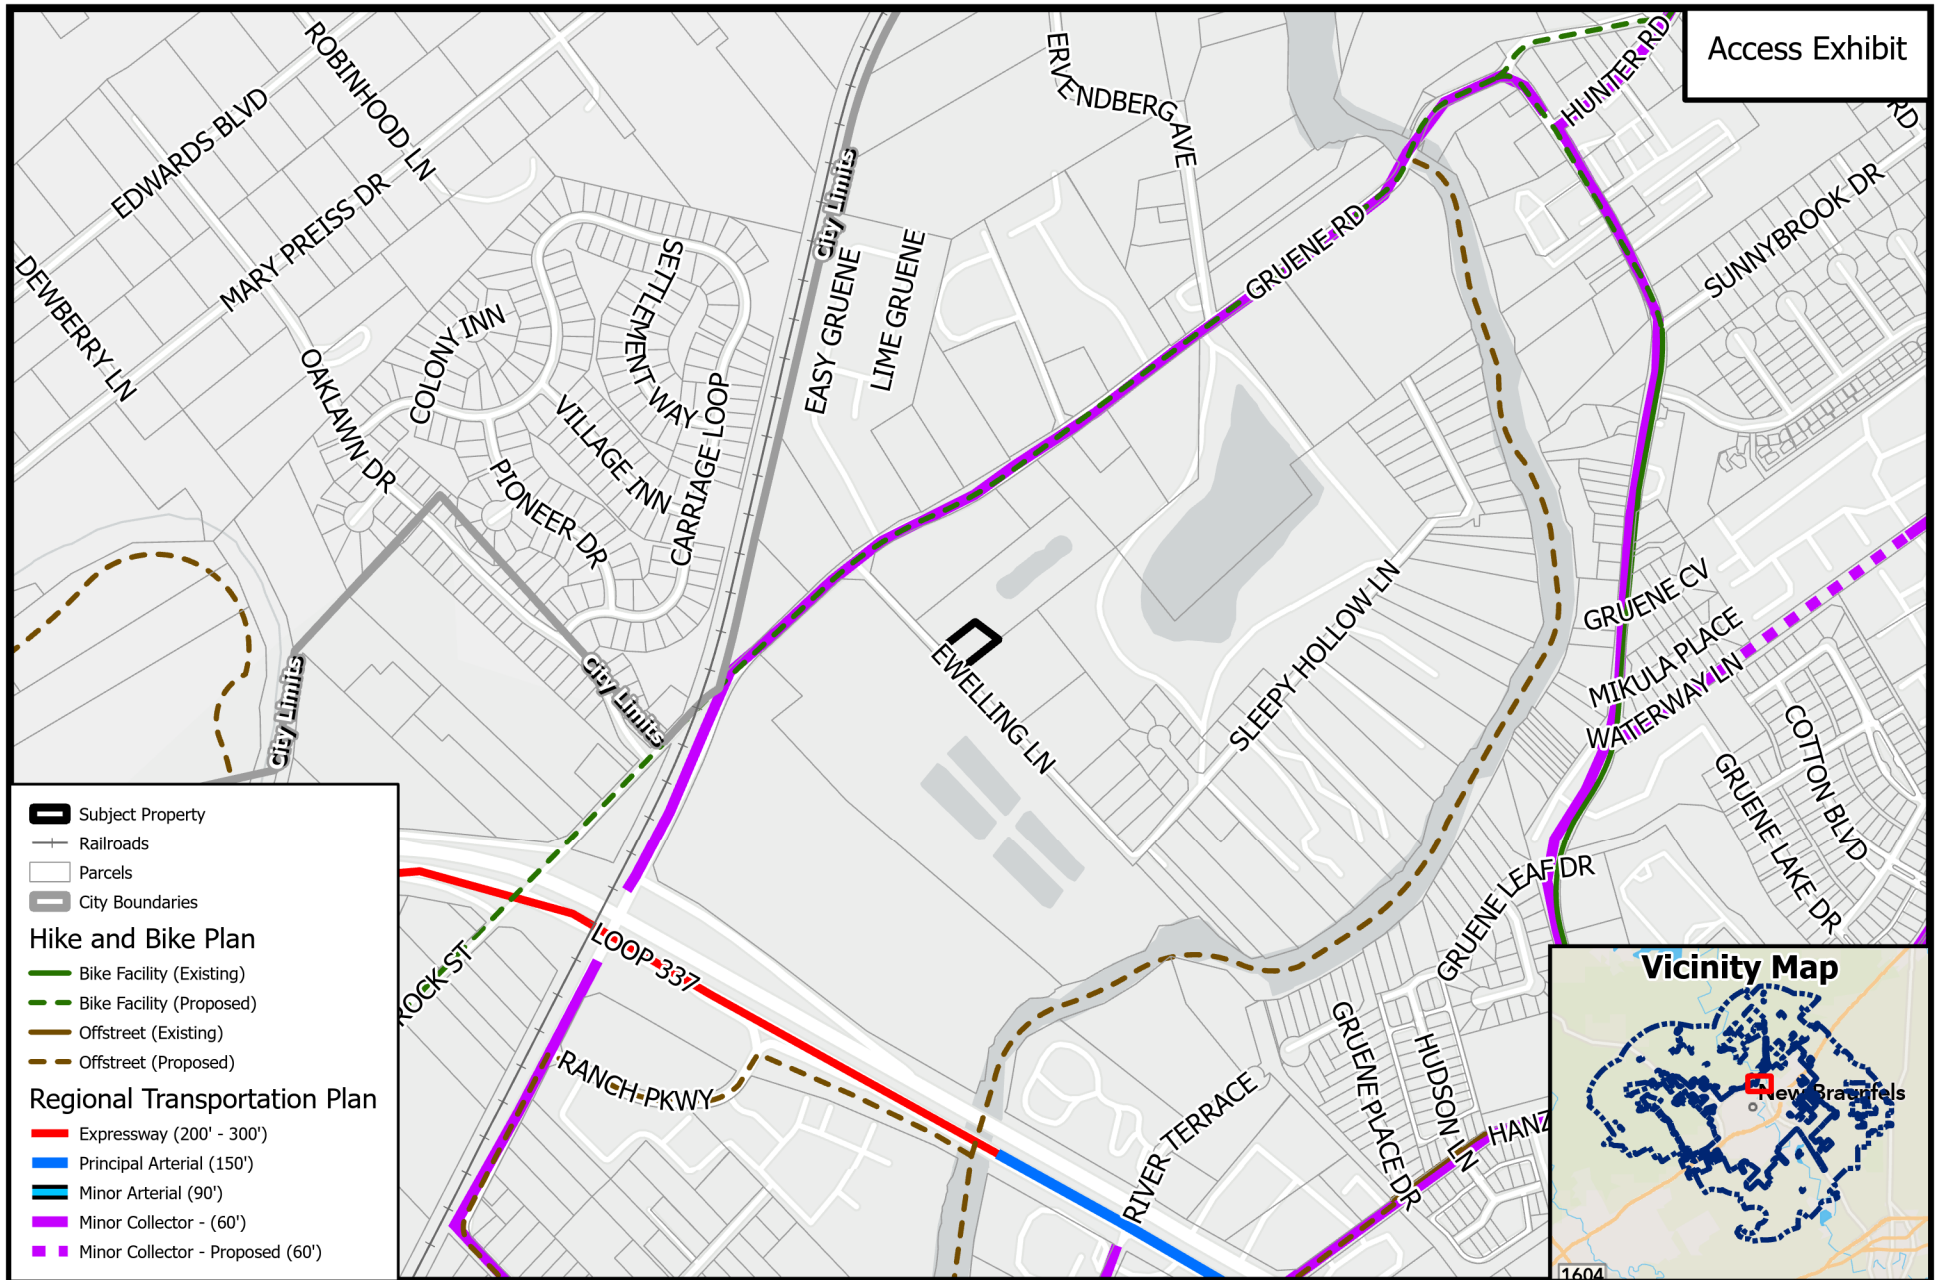 Access Exhibit
ROBINHOOD LN
EDWARDS BLVD
MARY PREISS DR
DEWBERRY LN
OAKLAWN DR
COLONY INN
SETTLEMENT WAY
VILLAGE INN
PIONEER DR
CARRIAGE LOOP
City Limits
EASY GRUENE
LIME GRUENE
ERVENDBERG AVE
GRUENE RD
HUNTER RD
RD
SUNNYBROOK DR
City Limits
City Limits
EWELLING LN
SLEEPY HOLLOW LN
GRUENE CV
MIKULA PLACE
WATERWAY LN
COTTON BLVD
GRUENE LAKE DR
GRUENE LEAF DR
LOOP 337
ROCK ST
RANCH PKWY
RIVER TERRACE
GRUENE PLACE DR
HUDSON LN
HANZ
Subject Property
Railroads
Parcels
City Boundaries
Hike and Bike Plan
Bike Facility (Existing)
Bike Facility (Proposed)
Offstreet (Existing)
Offstreet (Proposed)
Regional Transportation Plan
Expressway (200' - 300')
Principal Arterial (150')
Minor Arterial (90')
Minor Collector - (60')
Minor Collector - Proposed (60')
Vicinity Map
New Braunfels
1604